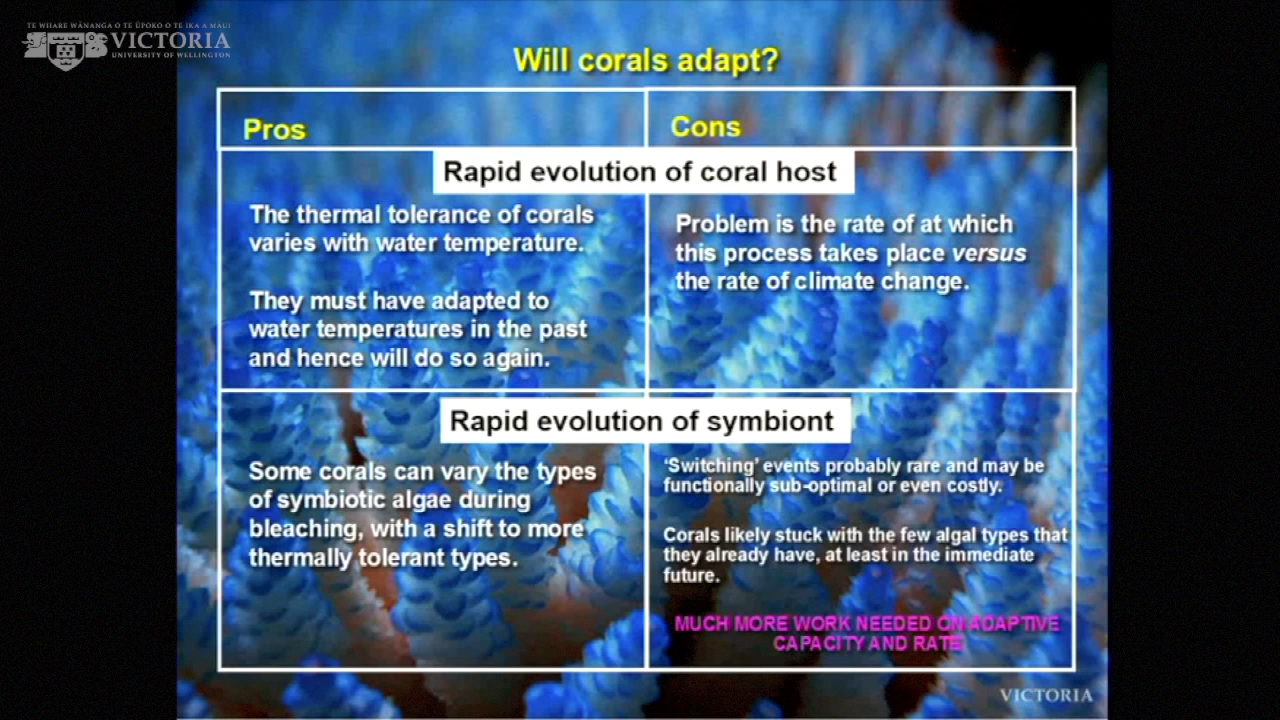 TE WHARE WĀNANGA O TE ŪPOKO O TE IKA A MĀUI
VICTORIA
UNIVERSITY OF WELLINGTON
Will corals adapt?
Pros
Cons
Rapid evolution of coral host
The thermal tolerance of corals
varies with water temperature.
They must have adapted to
water temperatures in the past
and hence will do so again.
Problem is the rate of at which
this process takes place versus
the rate of climate change.
Rapid evolution of symbiont
Some corals can vary the types
of symbiotic algae during
bleaching, with a shift to more
thermally tolerant types.
‘Switching’ events probably rare and may be
functionally sub-optimal or even costly.
Corals likely stuck with the few algal types that
they already have, at least in the immediate
future.
MUCH MORE WORK NEEDED ON ADAPTIVE
CAPACITY AND RATE
VICTORIA